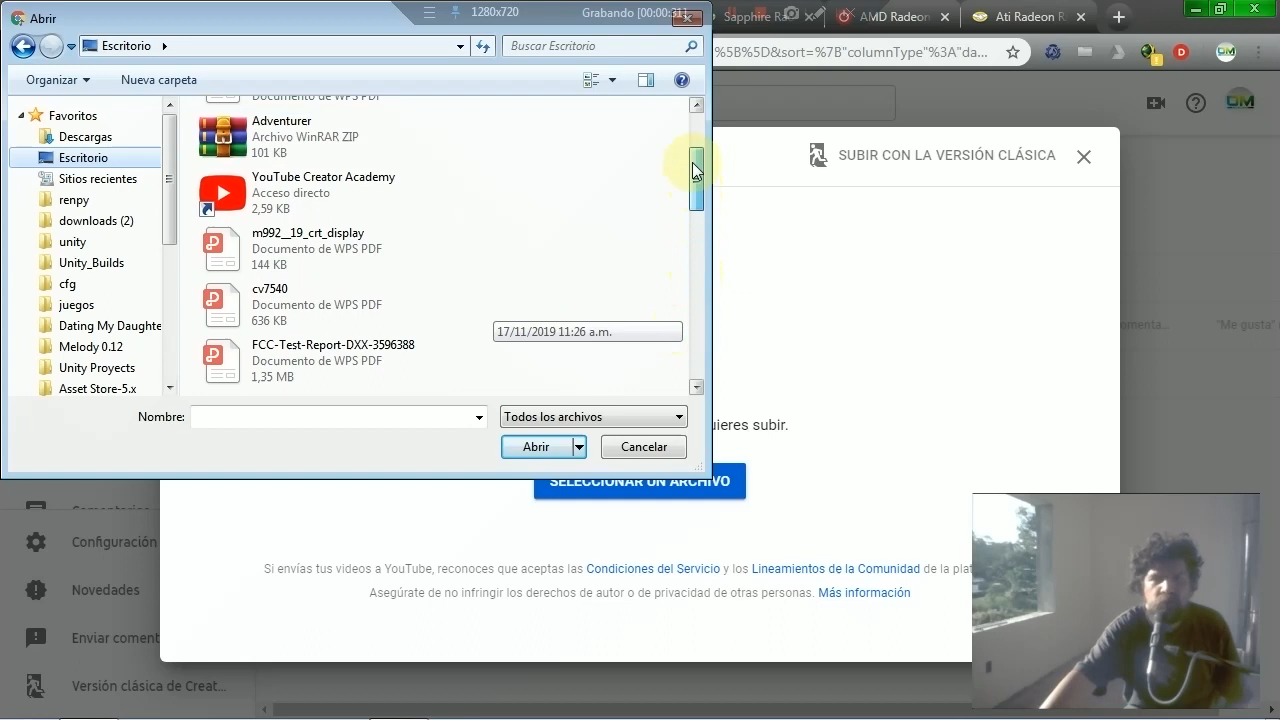 Abrir
1280x720
Grabando [00:00:31]
Sapphire Ra
AMD Radeon
Ati Radeon R
Escritorio
Buscar Escritorio
%5B%5D&sort=%7B"columnType"%3A"da...
Organizar
Nueva carpeta
Favoritos
Descargas
Escritorio
Sitios recientes
renpy
downloads (2)
unity
Unity_Builds
cfg
juegos
Dating My Daughte
Melody 0.12
Unity Proyects
Asset Store-5.x
Documento de WPS PDF
Adventurer
Archivo WinRAR ZIP
101 KB
YouTube Creator Academy
Acceso directo
2,59 KB
m992__19_crt_display
Documento de WPS PDF
144 KB
cv7540
Documento de WPS PDF
636 KB
FCC-Test-Report-DXX-3596388
Documento de WPS PDF
1,35 MB
17/11/2019 11:26 a.m.
Nombre:
Todos los archivos
Abrir
Cancelar
SUBIR CON LA VERSIÓN CLÁSICA
omenta...
"Me gusta"
uieres subir.
SELECCIONAR UN ARCHIVO
Si envías tus videos a YouTube, reconoces que aceptas las Condiciones del Servicio y los Lineamientos de la Comunidad de la plat
Asegúrate de no infringir los derechos de autor o de privacidad de otras personas. Más información
Comentarios
Configuración
Novedades
Enviar coment
Versión clásica de Creat...